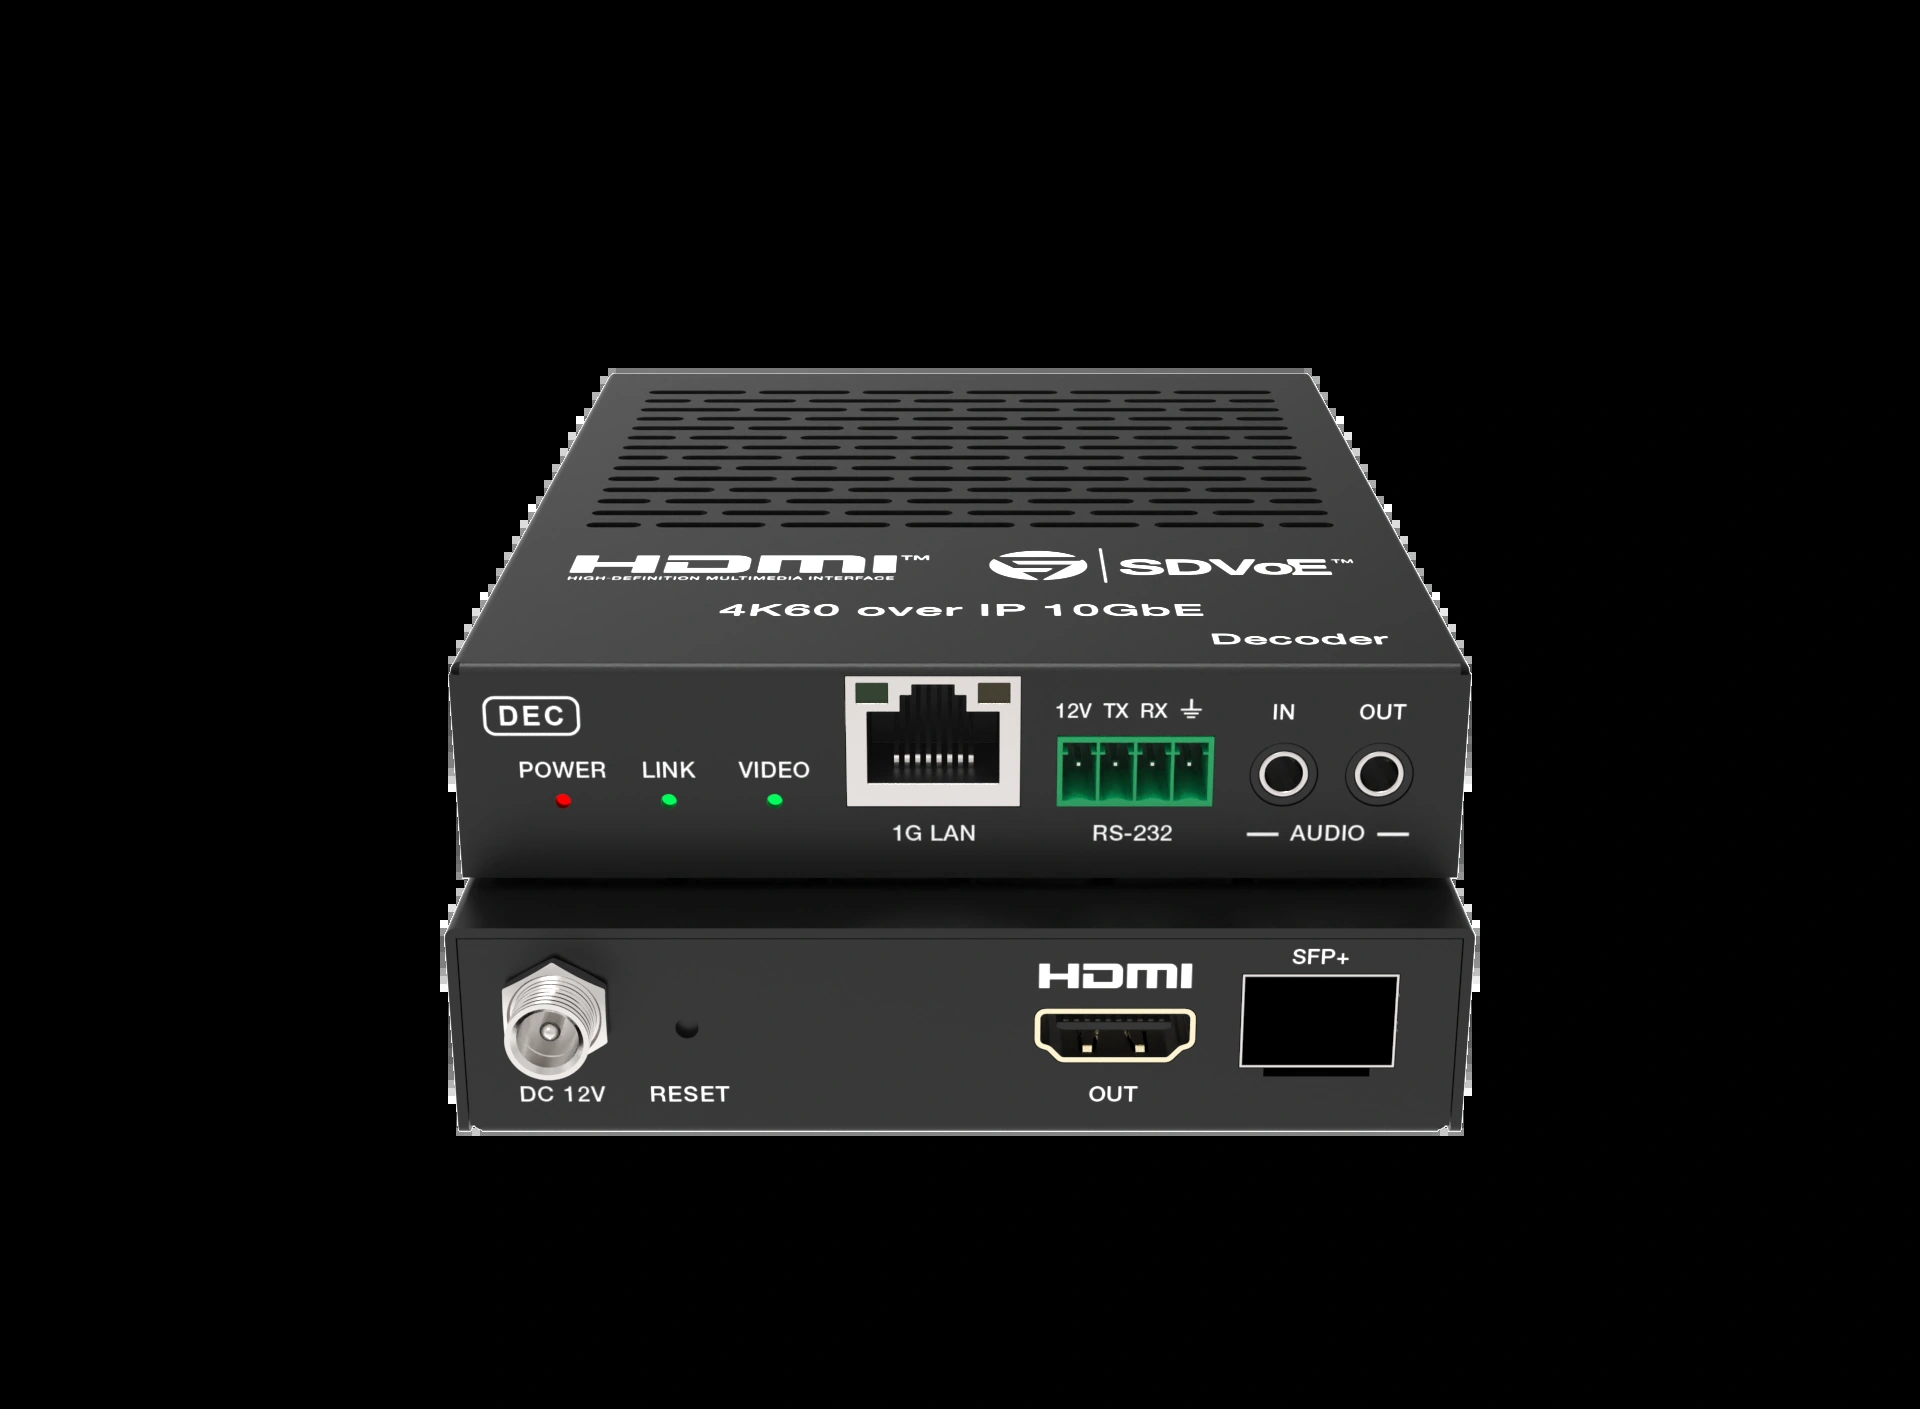 HDMI™
HIGH-DEFINITION MULTIMEDIA INTERFACE
SDVoE™
4K60 over IP 10GbE
Decoder
DEC
POWER LINK VIDEO
1G LAN
12V TX RX
RS-232
IN OUT
AUDIO
DC 12V
RESET
HDMI
OUT
SFP+